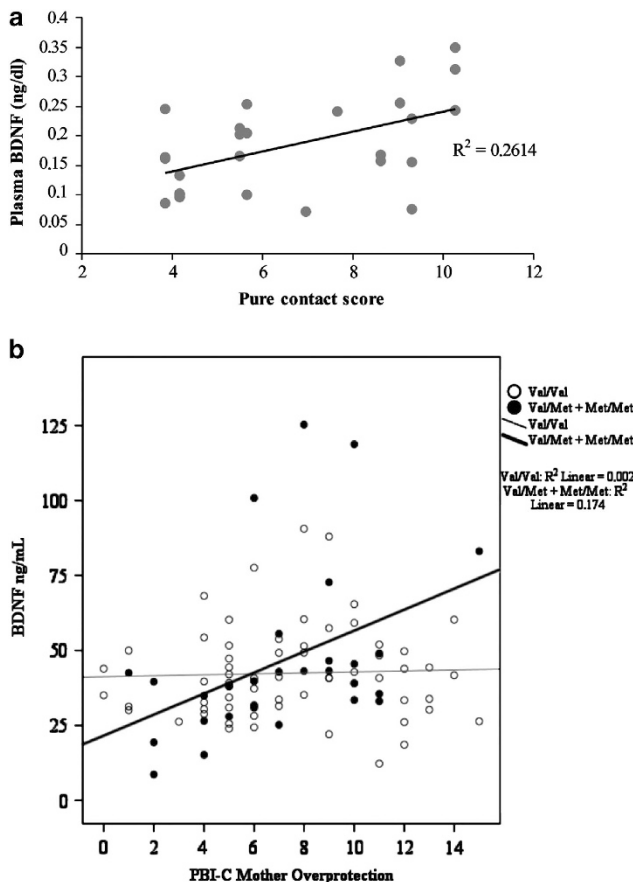 a
Plasma BDNF (ng/dl)
0.4
0.35
0.3
0.25
0.2
0.15
0.1
0.05
0
R² = 0.2614
2 4 6 8 10 12
Pure contact score
b
BDNF ng/mL
125
100
75
50
25
0
Val/Val
Val/Met + Met/Met
Val/Val
Val/Met + Met/Met
Val/Val: R² Linear = 0.002
Val/Met + Met/Met: R²
Linear = 0.174
0 2 4 6 8 10 12 14
PBI-C Mother Overprotection